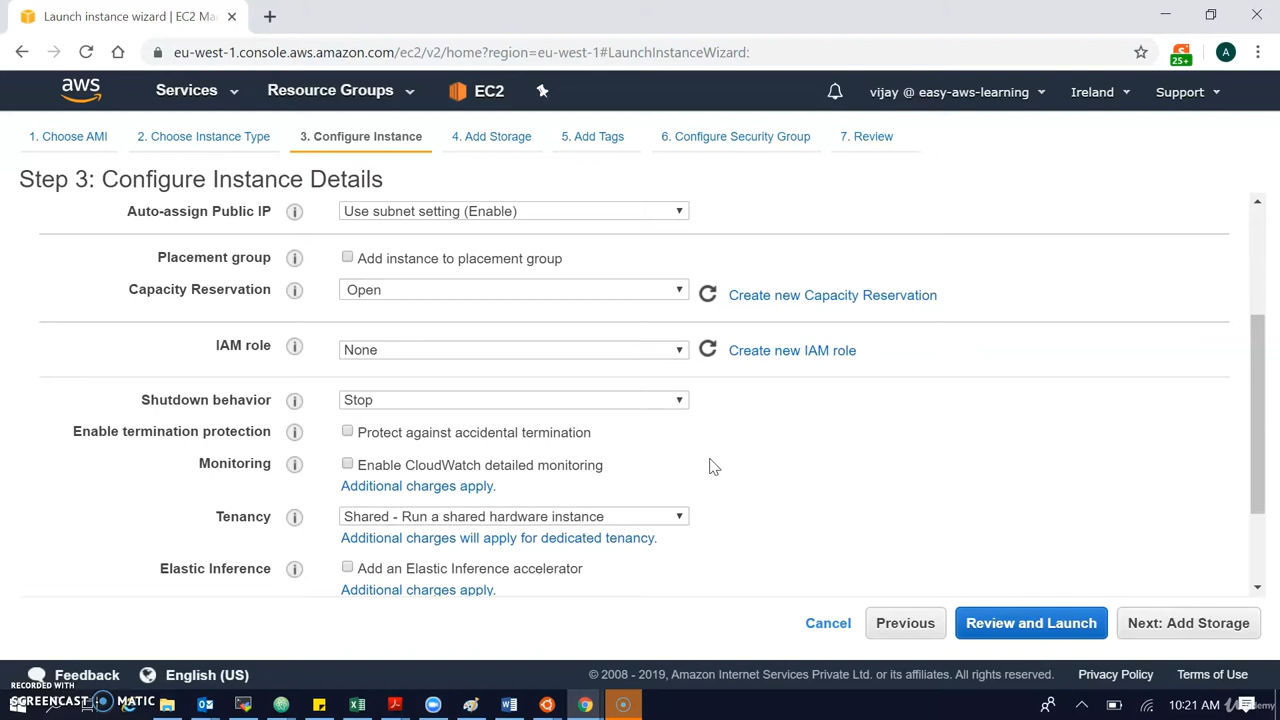 Launch instance wizard | EC2 Ma
eu-west-1.console.aws.amazon.com/ec2/v2/home?region=eu-west-1#LaunchInstanceWizard:
25+
A
aws
Services
Resource Groups
EC2
vijay @ easy-aws-learning
Ireland
Support
1. Choose AMI
2. Choose Instance Type
3. Configure Instance
4. Add Storage
5. Add Tags
6. Configure Security Group
7. Review
Step 3: Configure Instance Details
Auto-assign Public IP
Use subnet setting (Enable)
Placement group
Add instance to placement group
Capacity Reservation
Open
Create new Capacity Reservation
IAM role
None
Create new IAM role
Shutdown behavior
Stop
Enable termination protection
Protect against accidental termination
Monitoring
Enable CloudWatch detailed monitoring
Additional charges apply.
Tenancy
Shared - Run a shared hardware instance
Additional charges will apply for dedicated tenancy.
Elastic Inference
Add an Elastic Inference accelerator
Additional charges apply.
Cancel
Previous
Review and Launch
Next: Add Storage
Feedback
English (US)
© 2008 - 2019, Amazon Internet Services Private Ltd. or its affiliates. All rights reserved.
Privacy Policy
Terms of Use
RECORDED WITH
SCREENCAST MATIC
10:21 AM
Udemy